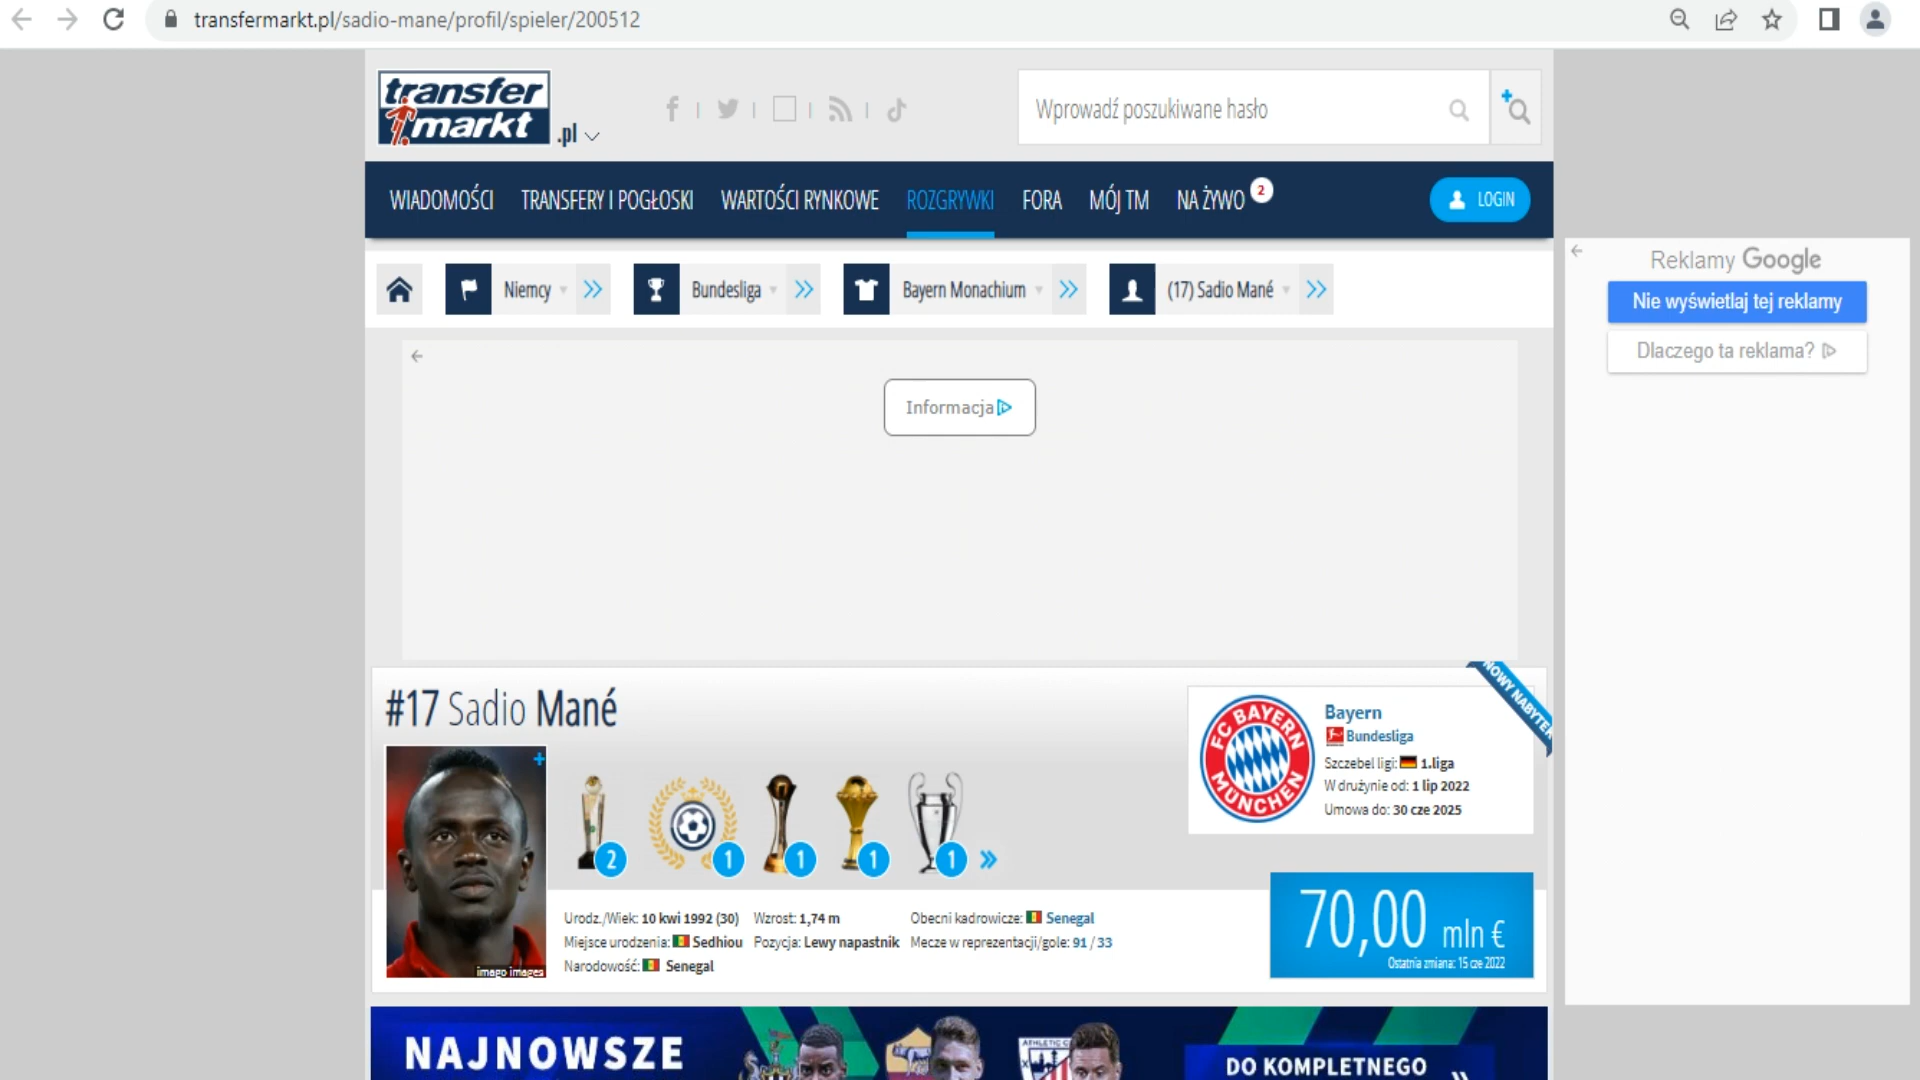 transfermarkt.pl/sadio-mane/profil/spieler/200512
transfer
markt
.pl
Wprowadź poszukiwane hasło
WIADOMOŚCI TRANSFERY I POGŁOSKI WARTOŚCI RYNKOWE ROZGRYWKI FORA MÓJ TM NA ŻYWO 2 LOGIN
Niemcy Bundesliga Bayern Monachium (17) Sadio Mané
Reklamy Google
Nie wyświetlaj tej reklamy
Dlaczego ta reklama?
Informacja
#17 Sadio Mané
NOWY NABYTEK
FC BAYERN
MÜNCHEN
Bayern
Bundesliga
Szczebel ligi: 1.liga
W drużynie od: 1 lip 2022
Umowa do: 30 cze 2025
2 1 1 1 1
imago images
Urodz./Wiek: 10 kwi 1992 (30) Wzrost: 1,74 m Obecni kadrowicze: Senegal
Miejsce urodzenia: Sedhiou Pozycja: Lewy napastnik Mecze w reprezentacji/gole: 91 / 33
Narodowość: Senegal
70,00 mln €
Ostatnia zmiana: 15 cze 2022
NAJNOWSZE
ATHLETIC C
DO KOMPLETNEGO